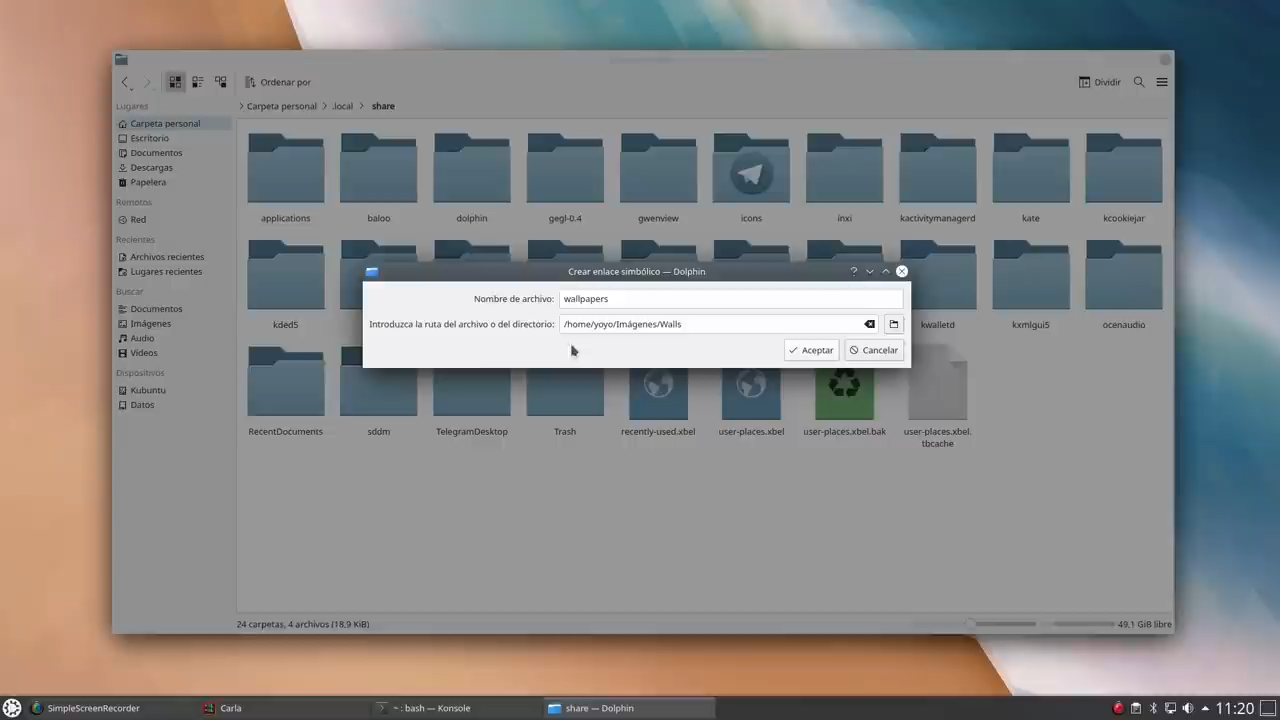 Ordenar por
Dividir
Lugares
Carpeta personal
Escritorio
Documentos
Descargas
Papelera
Remotos
Red
Recientes
Archivos recientes
Lugares recientes
Buscar
Documentos
Imágenes
Audio
Vídeos
Dispositivos
Kubuntu
Datos
Carpeta personal > .local > share
applications
baloo
dolphin
gegl-0.4
gwenview
icons
inxi
kactivitymanagerd
kate
kcookiejar
Crear enlace simbólico — Dolphin
Nombre de archivo: wallpapers
Introduzca la ruta del archivo o del directorio: /home/yoyo/Imágenes/Walls
Aceptar
Cancelar
kded5
kwalletd
kxmlgui5
ocenaudio
RecentDocuments
sddm
TelegramDesktop
Trash
recently-used.xbel
user-places.xbel
user-places.xbel.bak
user-places.xbel.
tbcache
24 carpetas, 4 archivos (18,9 KiB)
49,1 GiB libre
SimpleScreenRecorder
Carla
~ : bash — Konsole
share — Dolphin
11:20